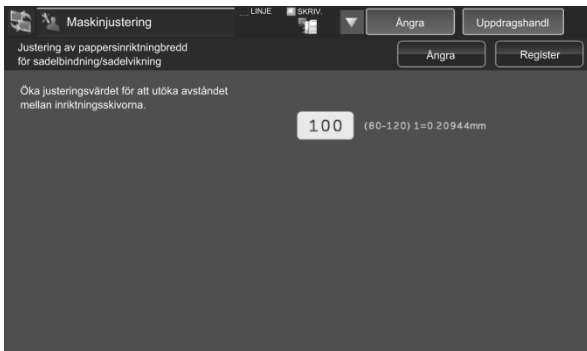 Maskinjustering
LINJE
SKRIV.
Ångra
Uppdragshandl
Justering av pappersinriktningbredd
för sadelbindning/sadelvikning
Ångra
Register
Öka justeringsvärdet för att utöka avståndet
mellan inriktningsskivorna.
100 (80-120) 1=0.20944mm